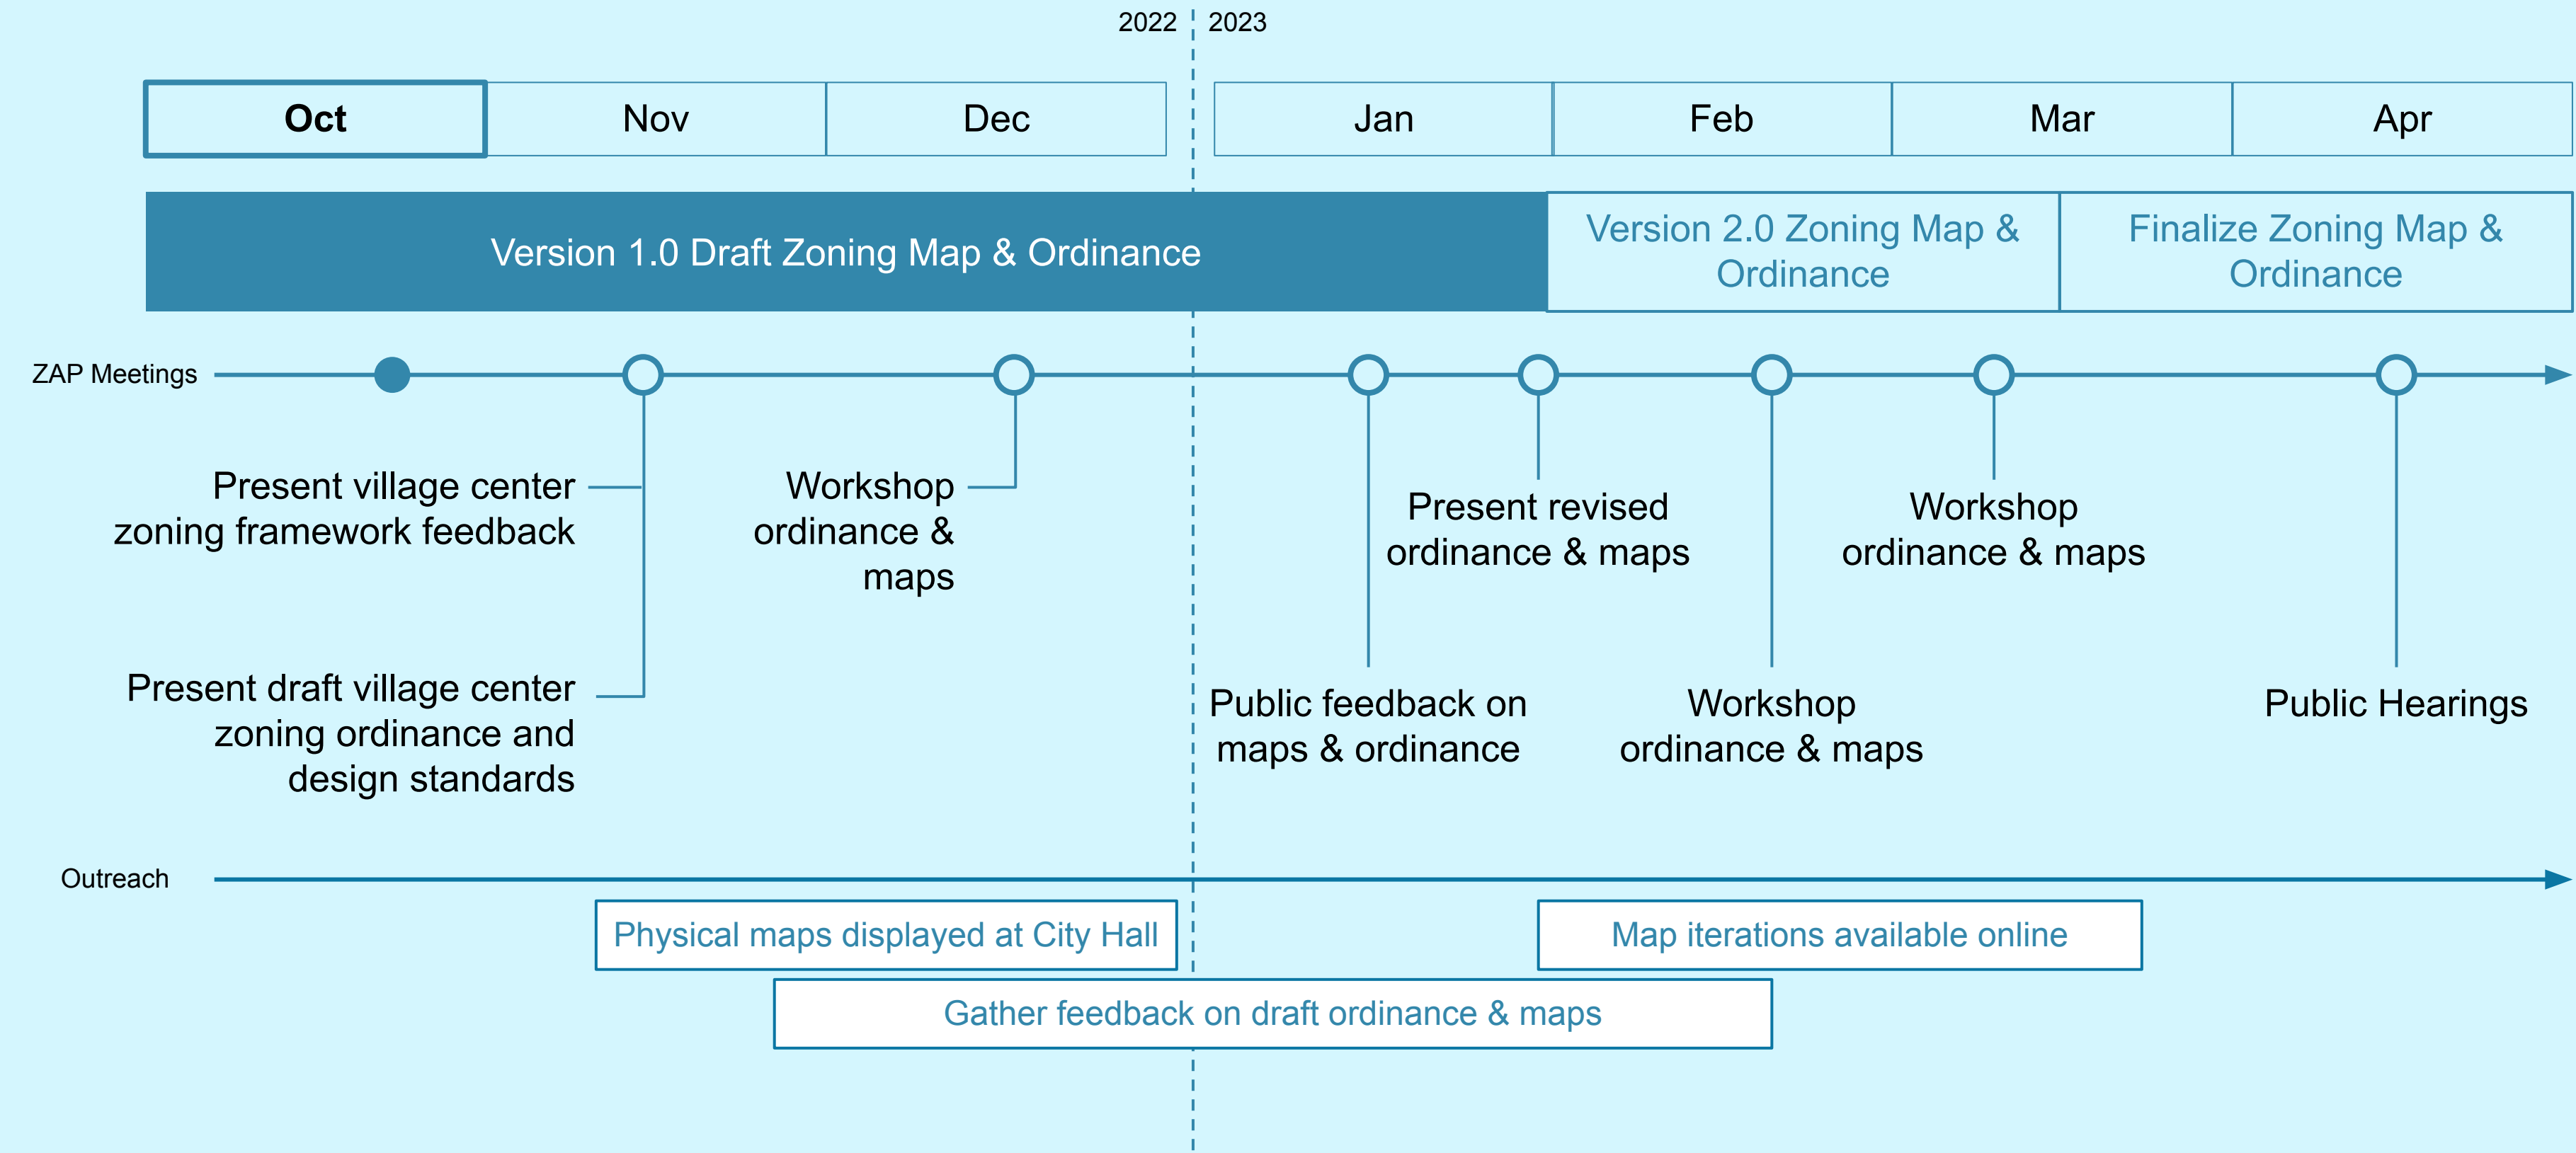 2022
2023
Oct
Nov
Dec
Jan
Feb
Mar
Apr
Version 1.0 Draft Zoning Map & Ordinance
Version 2.0 Zoning Map &
Ordinance
Finalize Zoning Map &
Ordinance
ZAP Meetings
Present village center
zoning framework feedback
Present draft village center
zoning ordinance and
design standards
Workshop
ordinance &
maps
Public feedback on
maps & ordinance
Present revised
ordinance & maps
Workshop
ordinance & maps
Workshop
ordinance & maps
Public Hearings
Outreach
Physical maps displayed at City Hall
Map iterations available online
Gather feedback on draft ordinance & maps